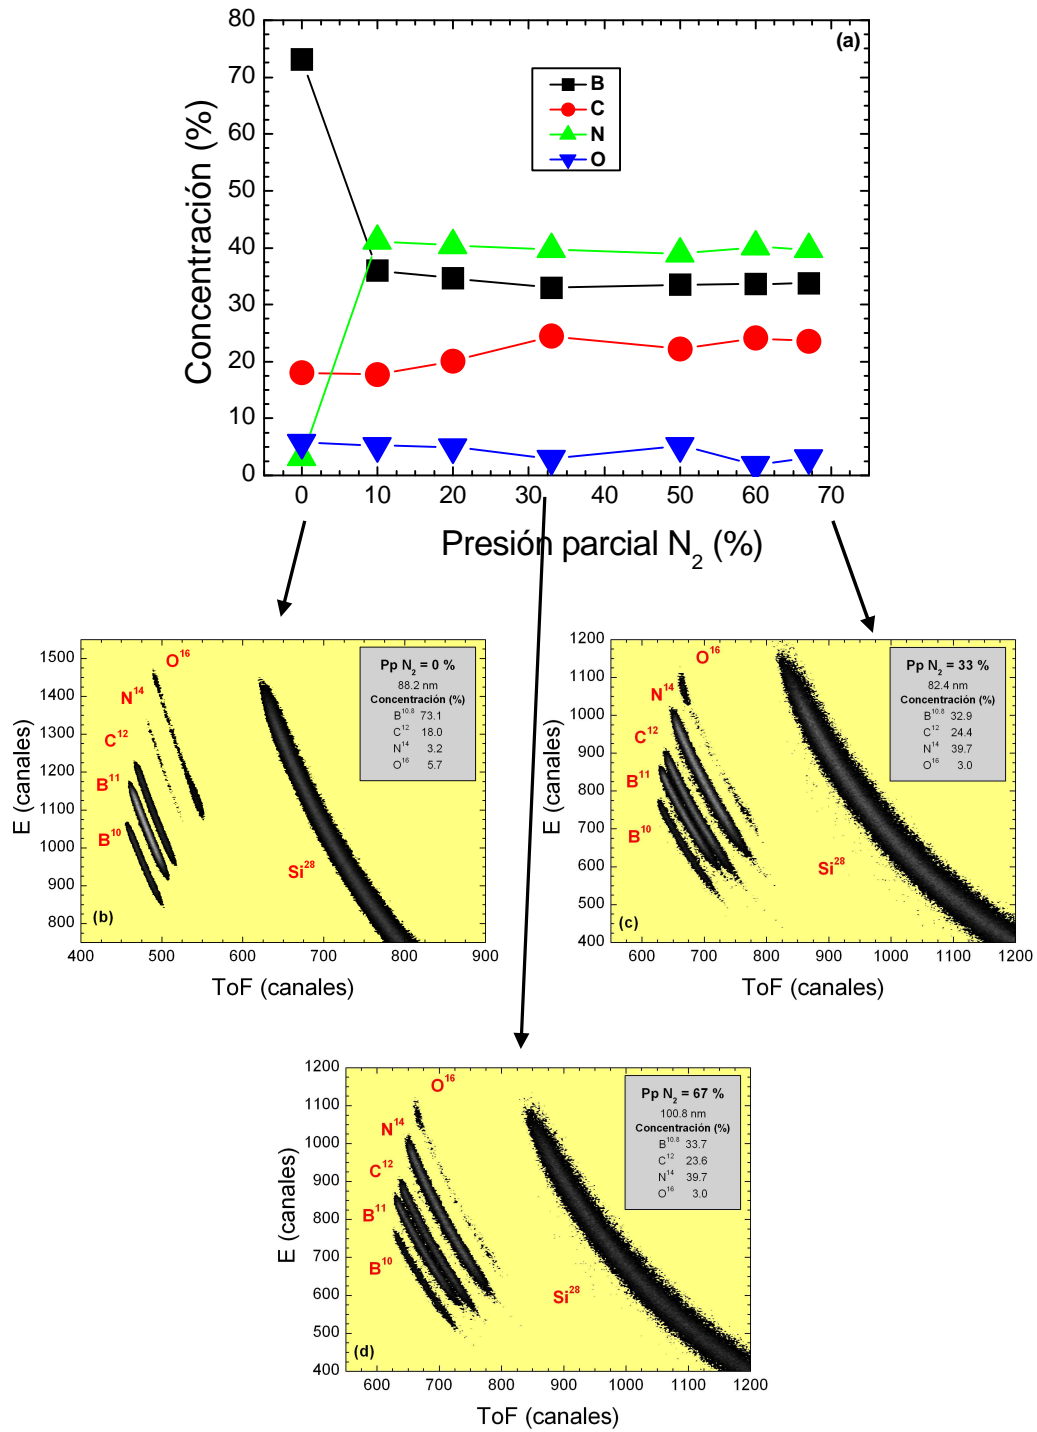 (a)
80
70
60
50
40
30
20
10
0
Concentración (%)
B
C
N
O
0 10 20 30 40 50 60 70
Presión parcial N₂ (%)
1500
1400
1300
1200
1100
1000
900
800
E (canales)
O¹⁶
N¹⁴
C¹²
B¹¹
B¹⁰
Si²⁸
(b)
Pp N₂ = 0 %
88.2 nm
Concentración (%)
B¹⁰·⁸ 73.1
C¹² 18.0
N¹⁴ 3.2
O¹⁶ 5.7
400 500 600 700 800 900
ToF (canales)
1200
1100
1000
900
800
700
600
500
400
E (canales)
O¹⁶
N¹⁴
C¹²
B¹¹
B¹⁰
Si²⁸
(c)
Pp N₂ = 33 %
82.4 nm
Concentración (%)
B¹⁰·⁸ 32.9
C¹² 24.4
N¹⁴ 39.7
O¹⁶ 3.0
600 700 800 900 1000 1100 1200
ToF (canales)
1200
1100
1000
900
800
700
600
500
400
E (canales)
O¹⁶
N¹⁴
C¹²
B¹¹
B¹⁰
Si²⁸
(d)
Pp N₂ = 67 %
100.8 nm
Concentración (%)
B¹⁰·⁸ 33.7
C¹² 23.6
N¹⁴ 39.7
O¹⁶ 3.0
600 700 800 900 1000 1100 1200
ToF (canales)